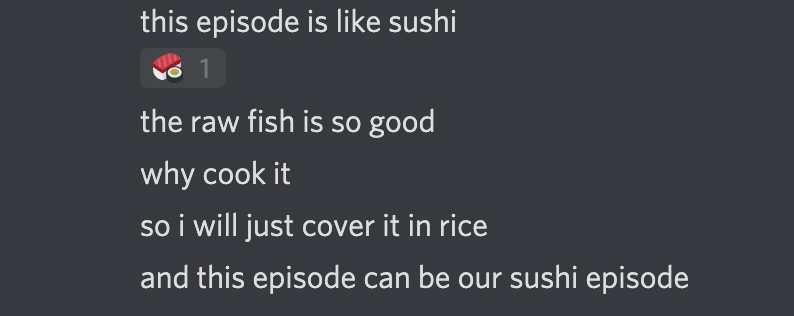 this episode is like sushi
1
the raw fish is so good
why cook it
so i will just cover it in rice
and this episode can be our sushi episode